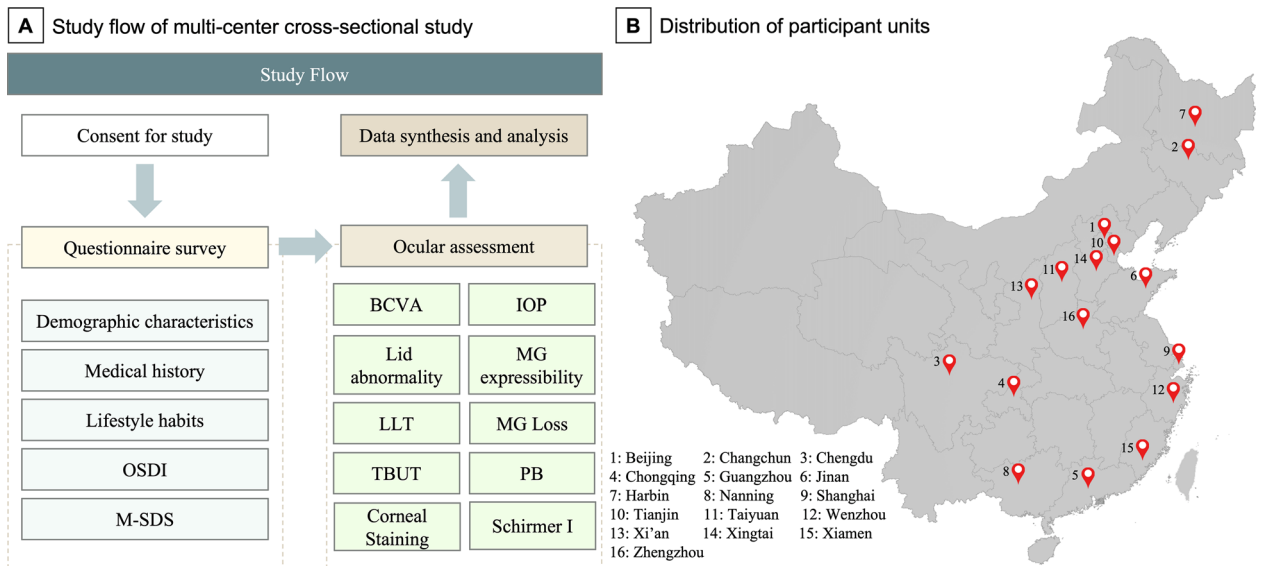 A Study flow of multi-center cross-sectional study
Study Flow
Consent for study
Data synthesis and analysis
Questionnaire survey
Ocular assessment
Demographic characteristics
Medical history
Lifestyle habits
OSDI
M-SDS
BCVA
IOP
Lid
abnormality
MG
expressibility
LLT
MG Loss
TBUT
PB
Corneal
Staining
Schirmer I
B Distribution of participant units
7
2
1
10
14
11
6
13
16
3
9
4
12
15
8
5
1: Beijing 2: Changchun 3: Chengdu
4: Chongqing 5: Guangzhou 6: Jinan
7: Harbin 8: Nanning 9: Shanghai
10: Tianjin 11: Taiyuan 12: Wenzhou
13: Xi’an 14: Xingtai 15: Xiamen
16: Zhengzhou